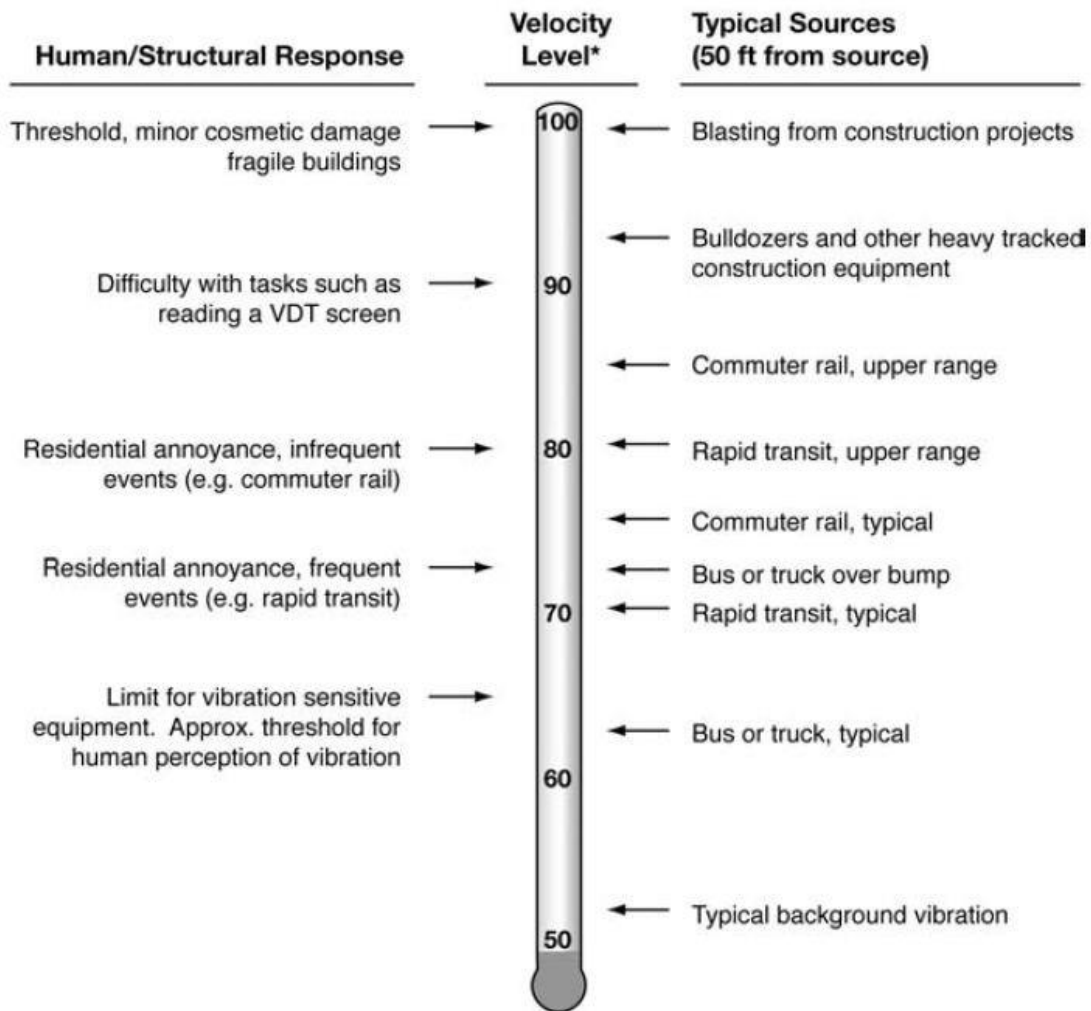 Human/Structural Response
Velocity
Level*
Typical Sources
(50 ft from source)
Threshold, minor cosmetic damage
fragile buildings
100
Blasting from construction projects
Bulldozers and other heavy tracked
construction equipment
Difficulty with tasks such as
reading a VDT screen
90
Commuter rail, upper range
Residential annoyance, infrequent
events (e.g. commuter rail)
80
Rapid transit, upper range
Commuter rail, typical
Residential annoyance, frequent
events (e.g. rapid transit)
Bus or truck over bump
70
Rapid transit, typical
Limit for vibration sensitive
equipment. Approx. threshold for
human perception of vibration
Bus or truck, typical
60
Typical background vibration
50